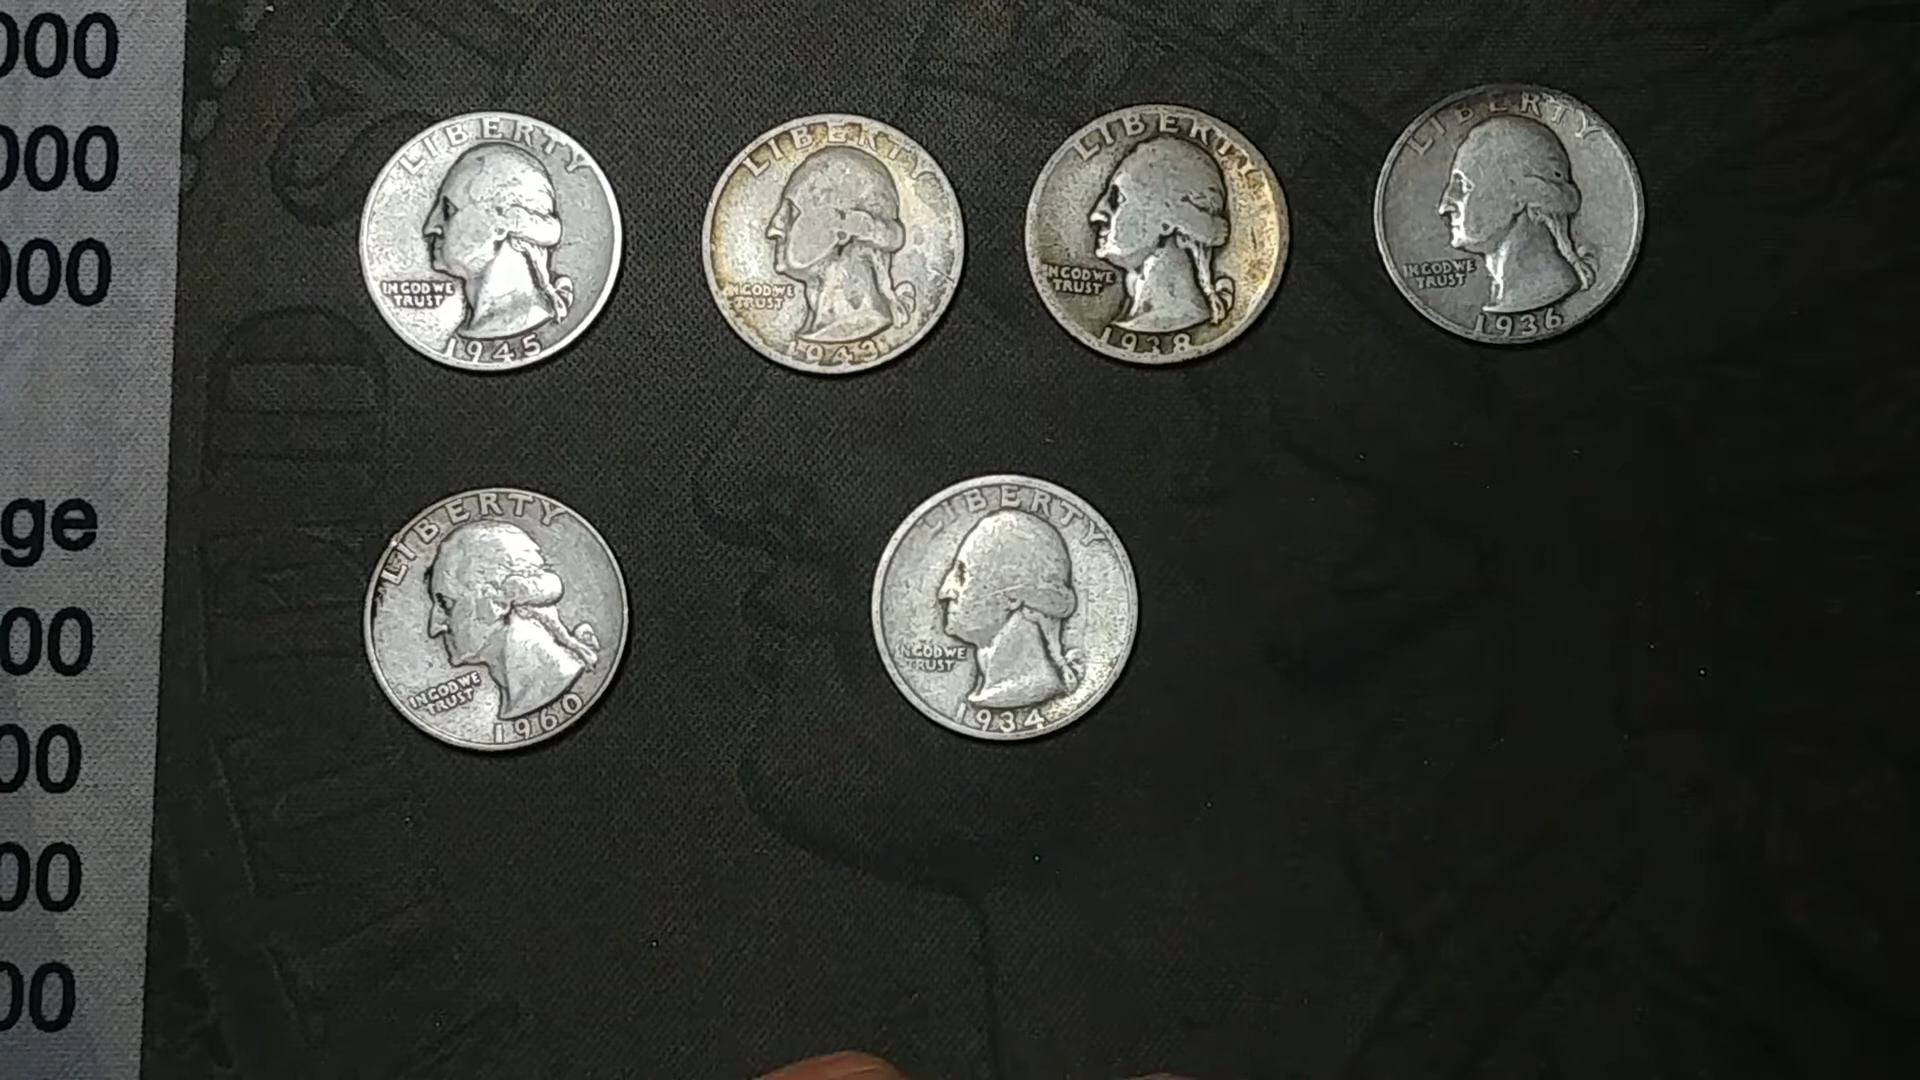 000
000
000
ge
00
00
00
00
LIBERTY
IN GOD WE
TRUST
1945
LIBERTY
IN GOD WE
TRUST
1943
LIBERTY
IN GOD WE
TRUST
1938
LIBERTY
IN GOD WE
TRUST
1936
LIBERTY
IN GOD WE
TRUST
1960
LIBERTY
IN GOD WE
TRUST
1934